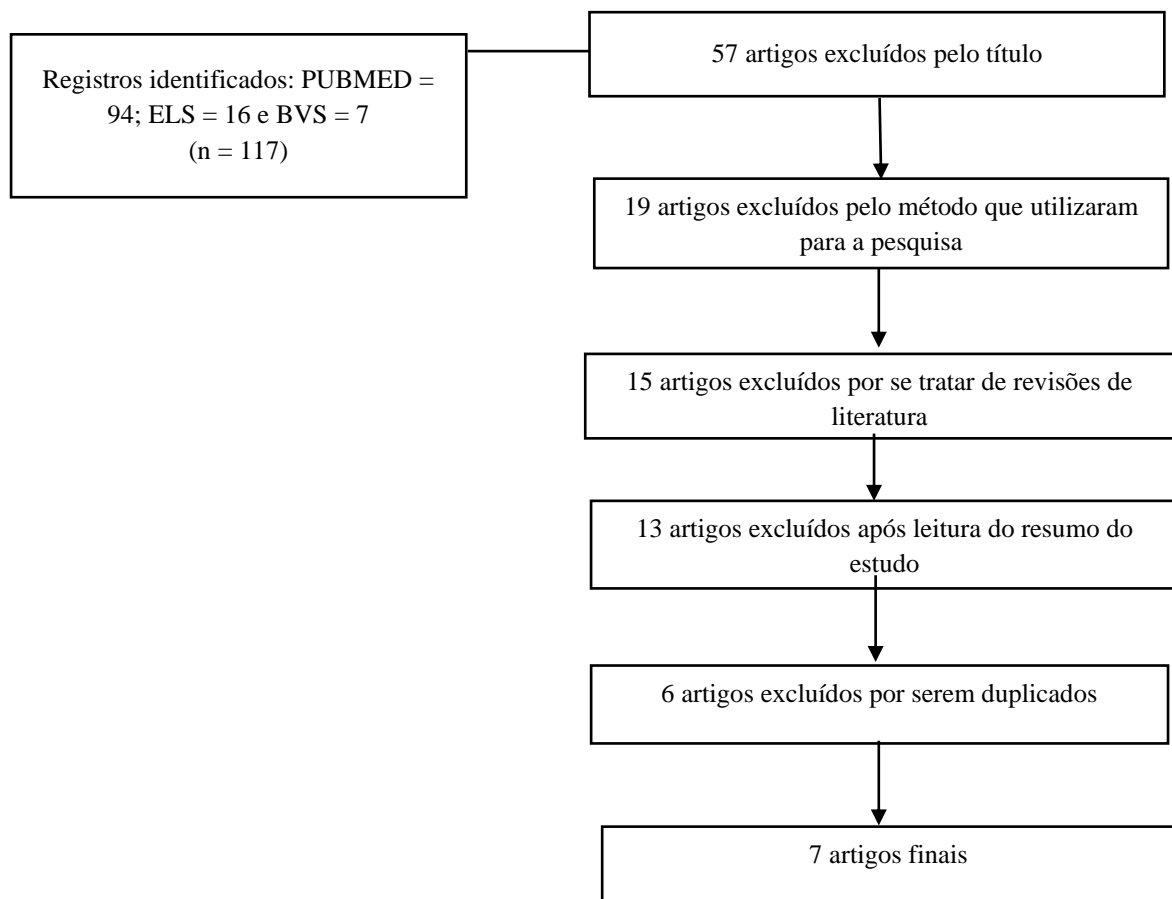 Registros identificados: PUBMED =
94; ELS = 16 e BVS = 7
(n = 117)
57 artigos excluídos pelo título
19 artigos excluídos pelo método que utilizaram
para a pesquisa
15 artigos excluídos por se tratar de revisões de
literatura
13 artigos excluídos após leitura do resumo do
estudo
6 artigos excluídos por serem duplicados
7 artigos finais